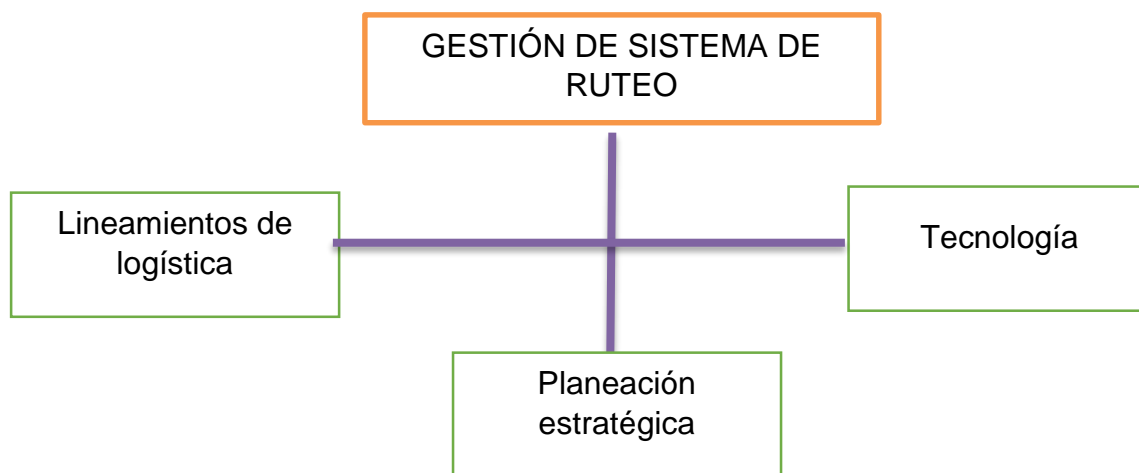 GESTIÓN DE SISTEMA DE
RUTEO
Lineamientos de
logística
Tecnología
Planeación
estratégica